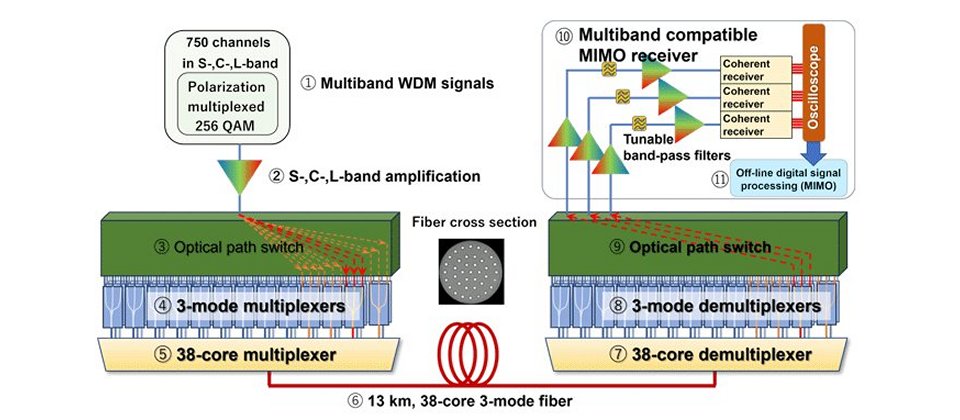 750 channels
in S-,C-,L-band
Polarization
multiplexed
256 QAM
① Multiband WDM signals
② S-,C-,L-band amplification
③ Optical path switch
④ 3-mode multiplexers
⑤ 38-core multiplexer
Fiber cross section
⑥ 13 km, 38-core 3-mode fiber
⑦ 38-core demultiplexer
⑧ 3-mode demultiplexers
⑨ Optical path switch
⑩ Multiband compatible
MIMO receiver
Coherent
receiver
Coherent
receiver
Coherent
receiver
Oscilloscope
Tunable
band-pass filters
⑪ Off-line digital signal
processing (MIMO)